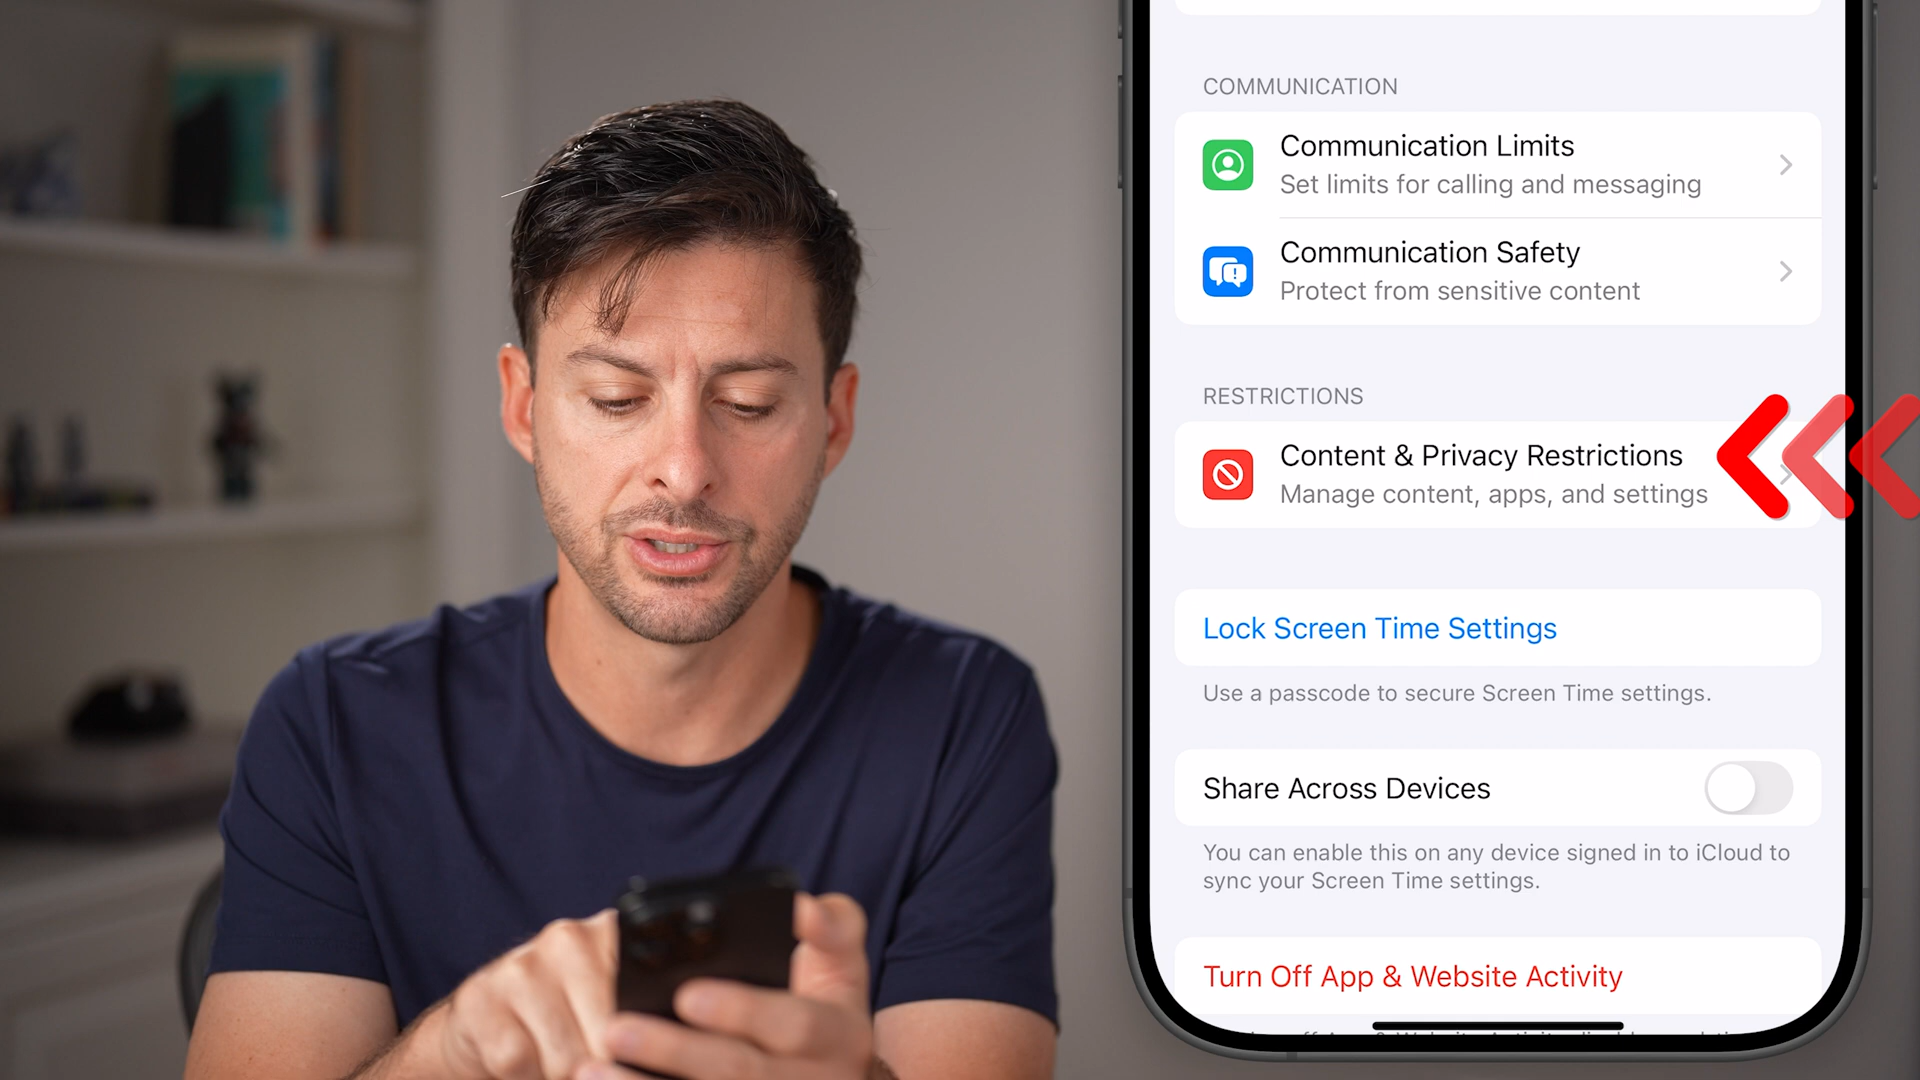 COMMUNICATION
Communication Limits
Set limits for calling and messaging
Communication Safety
Protect from sensitive content
RESTRICTIONS
Content & Privacy Restrictions
Manage content, apps, and settings
Lock Screen Time Settings
Use a passcode to secure Screen Time settings.
Share Across Devices
You can enable this on any device signed in to iCloud to
sync your Screen Time settings.
Turn Off App & Website Activity